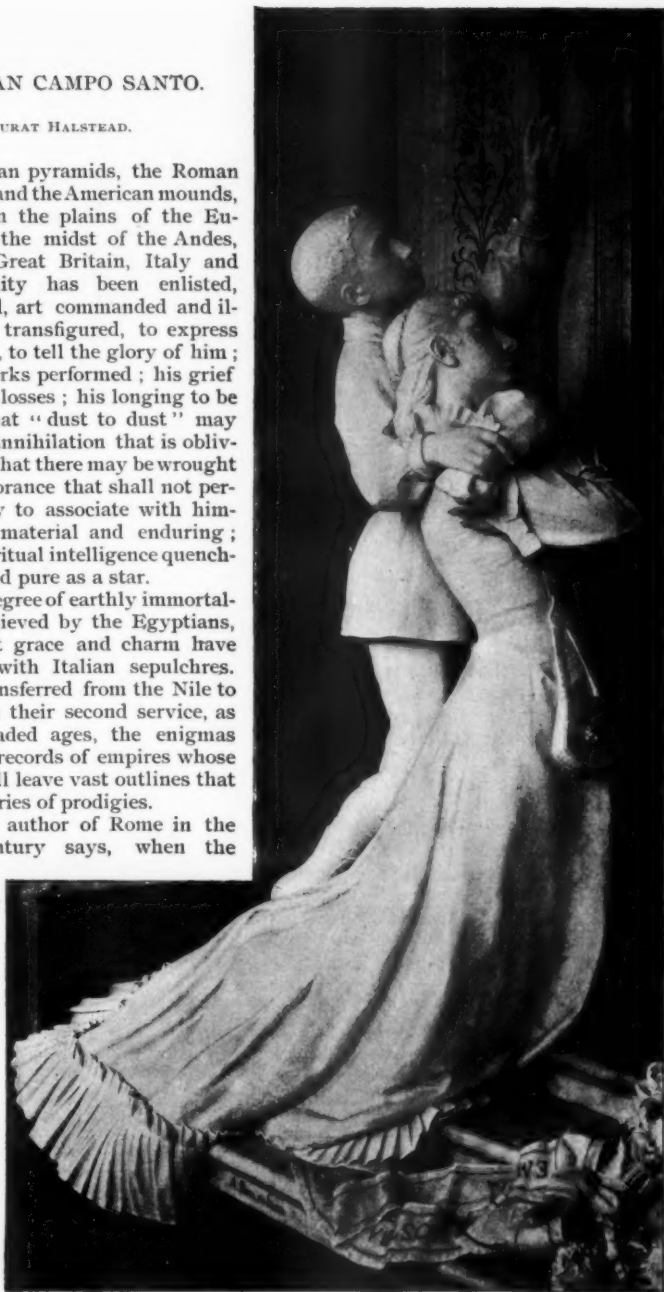 AN CAMPO SANTO.
URAT HALSTEAD.
an pyramids, the Roman
and the American mounds,
n the plains of the Eu-
the midst of the Andes,
Great Britain, Italy and
ity has been enlisted,
l, art commanded and il-
transfigured, to express
, to tell the glory of him;
rks performed; his grief
losses; his longing to be
at "dust to dust" may
annihilation that is obliv-
hat there may be wrought
orance that shall not per-
y to associate with him-
material and enduring;
ritual intelligence quench-
d pure as a star.
egree of earthly immortal-
ieved by the Egyptians,
t grace and charm have
with Italian sepulchres.
nsferred from the Nile to
their second service, as
aded ages, the enigmas
records of empires whose
ll leave vast outlines that
ries of prodigies.
author of Rome in the
ntury says, when the